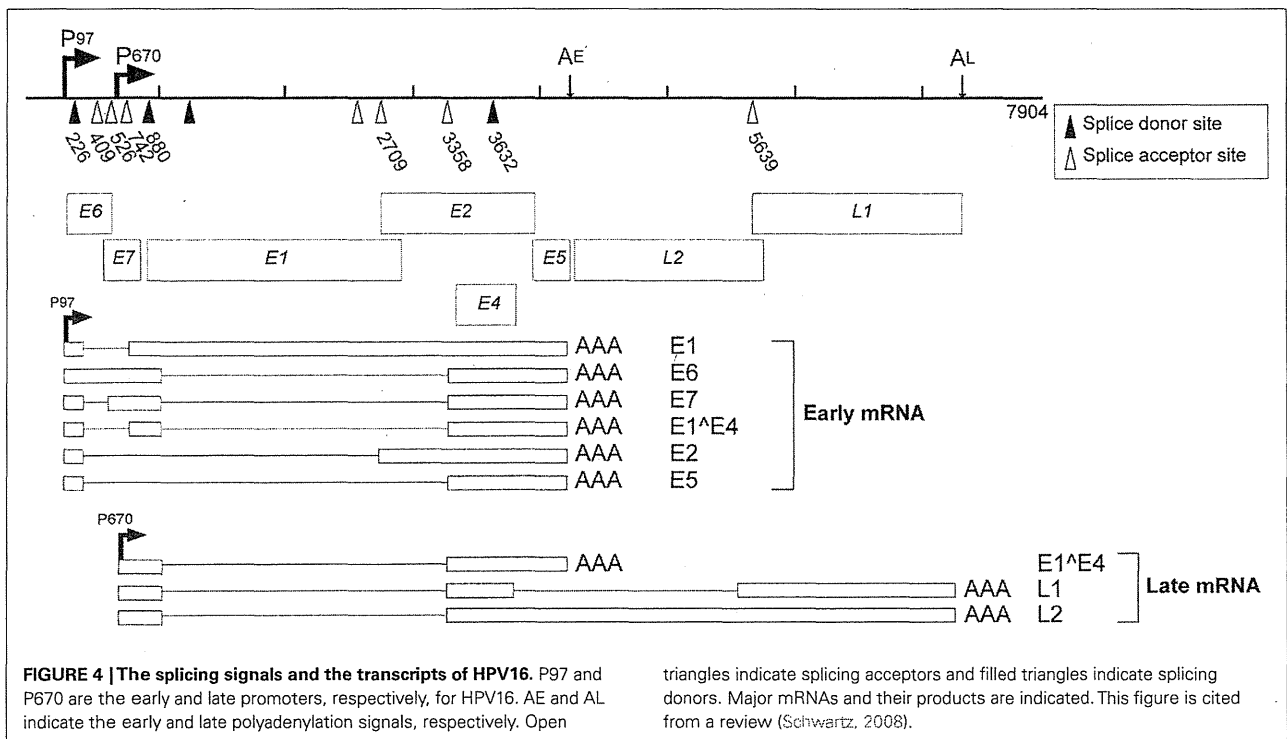 P97
P670
AE
AL
7904
226
409
526
742
880
2709
3358
3632
5639
▲ Splice donor site
△ Splice acceptor site
E6
E2
L1
E7
E1
E5
L2
E4
P97
AAA E1
AAA E6
AAA E7
AAA E1^E4
AAA E2
AAA E5
Early mRNA
P670
AAA E1^E4
AAA L1
AAA L2
Late mRNA
FIGURE 4 | The splicing signals and the transcripts of HPV16. P97 and
P670 are the early and late promoters, respectively, for HPV16. AE and AL
indicate the early and late polyadenylation signals, respectively. Open
triangles indicate splicing acceptors and filled triangles indicate splicing
donors. Major mRNAs and their products are indicated. This figure is cited
from a review (Schwartz, 2008).